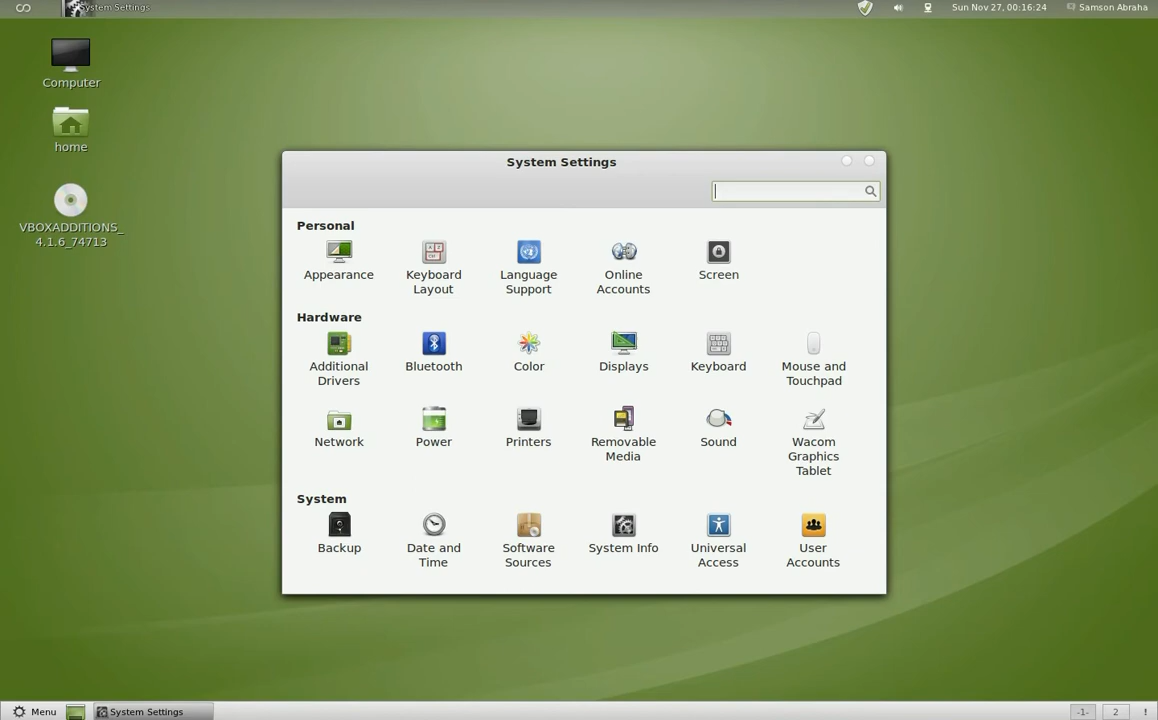 System Settings
Sun Nov 27, 00:16:24
Samson Abraha
Computer
home
VBOXADDITIONS_
4.1.6_74713
System Settings
Personal
Appearance
Keyboard
Layout
Language
Support
Online
Accounts
Screen
Hardware
Additional
Drivers
Bluetooth
Color
Displays
Keyboard
Mouse and
Touchpad
Network
Power
Printers
Removable
Media
Sound
Wacom
Graphics
Tablet
System
Backup
Date and
Time
Software
Sources
System Info
Universal
Access
User
Accounts
Menu
System Settings
-1-
2
!